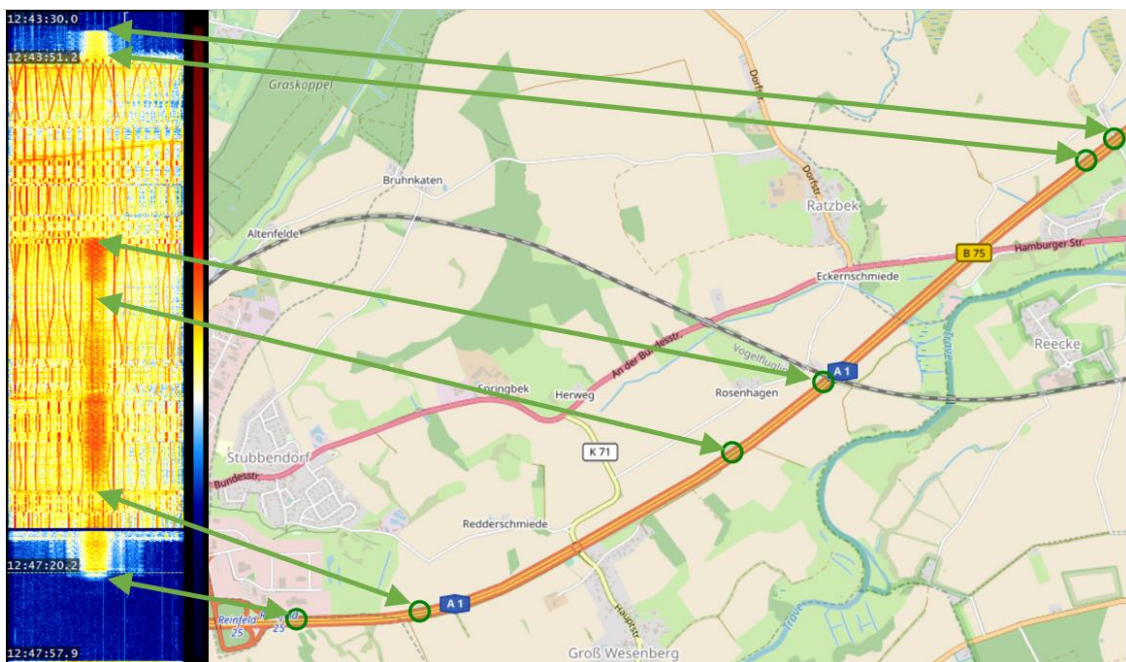 12:43:30.0
12:43:51.2
12:47:20.2
12:47:57.9
Graskoppel
Dorfstr.
Dorfstr.
Bruhnkaten
Ratzbek
Altenfelde
B 75
Hamburger Str.
Eckernschmiede
An der Bundesstr.
Vogelfluglin
Trave
Reecke
A 1
Springbek
Herweg
Rosenhagen
K 71
Stubbendorf
Bundesstr.
Redderschmiede
A 1
Reinfeld
25
25
Hauptstr
Trave
Groß Wesenberg